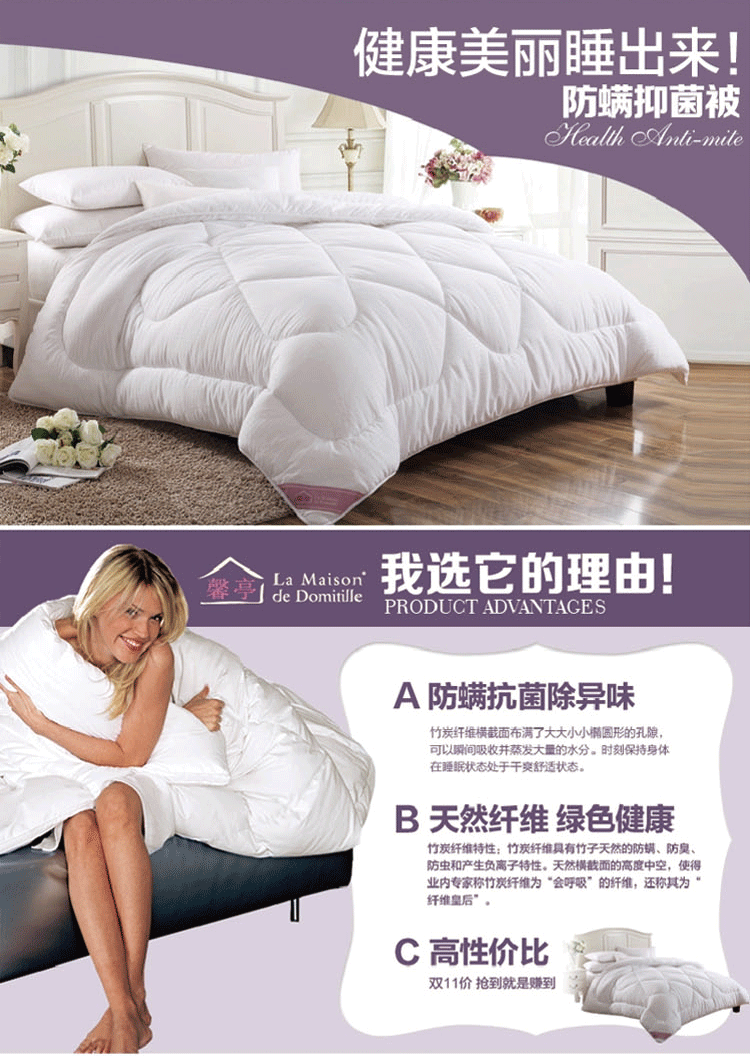 健康美丽睡出来!
防螨抑菌被
Health Anti-mite
馨亭
La Maison
de Domitille
我选它的理由!
PRODUCT ADVANTAGES
A 防螨抗菌除异味
竹炭纤维横截面布满了大大小小椭圆形的孔隙,
可以瞬间吸收并蒸发大量的水分。时刻保持身体
在睡眠状态处于干爽舒适状态。
B 天然纤维 绿色健康
竹炭纤维特性：竹炭纤维具有竹子天然的防螨、防臭、
防虫和产生负离子特性。天然横截面的高度中空，使得
业内专家称竹炭纤维为“会呼吸”的纤维，还称其为“
纤维皇后”。
C 高性价比
双11价 抢到就是赚到